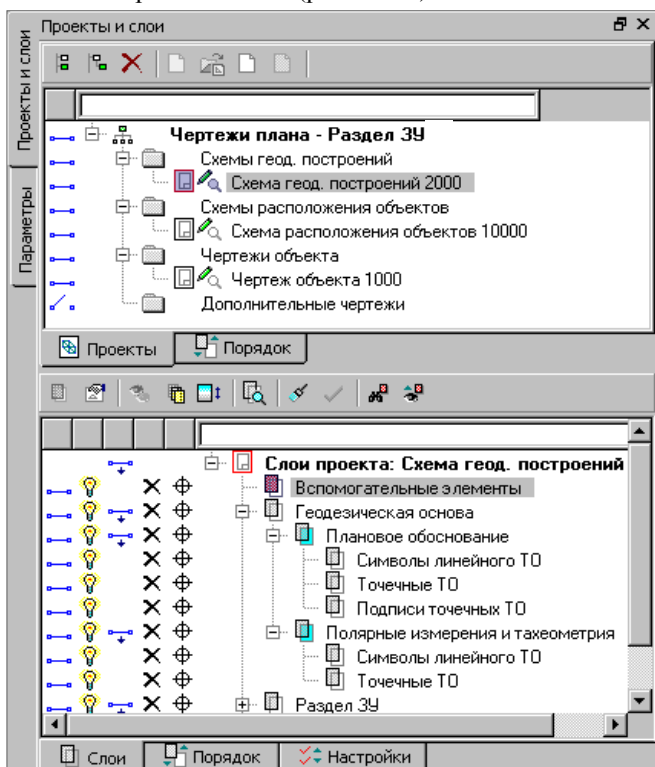 Проекты и слои
Проекты и слои
Параметры
Чертежи плана - Раздел ЗУ
Схемы геод. построений
Схема геод. построений 2000
Схемы расположения объектов
Схема расположения объектов 10000
Чертежи объекта
Чертеж объекта 1000
Дополнительные чертежи
Проекты
Порядок
Слои проекта: Схема геод. построений
Вспомогательные элементы
Геодезическая основа
Плановое обоснование
Символы линейного ТО
Точечные ТО
Подписи точечных ТО
Полярные измерения и тахеометрия
Символы линейного ТО
Точечные ТО
Раздел ЗУ
Слои
Порядок
Настройки